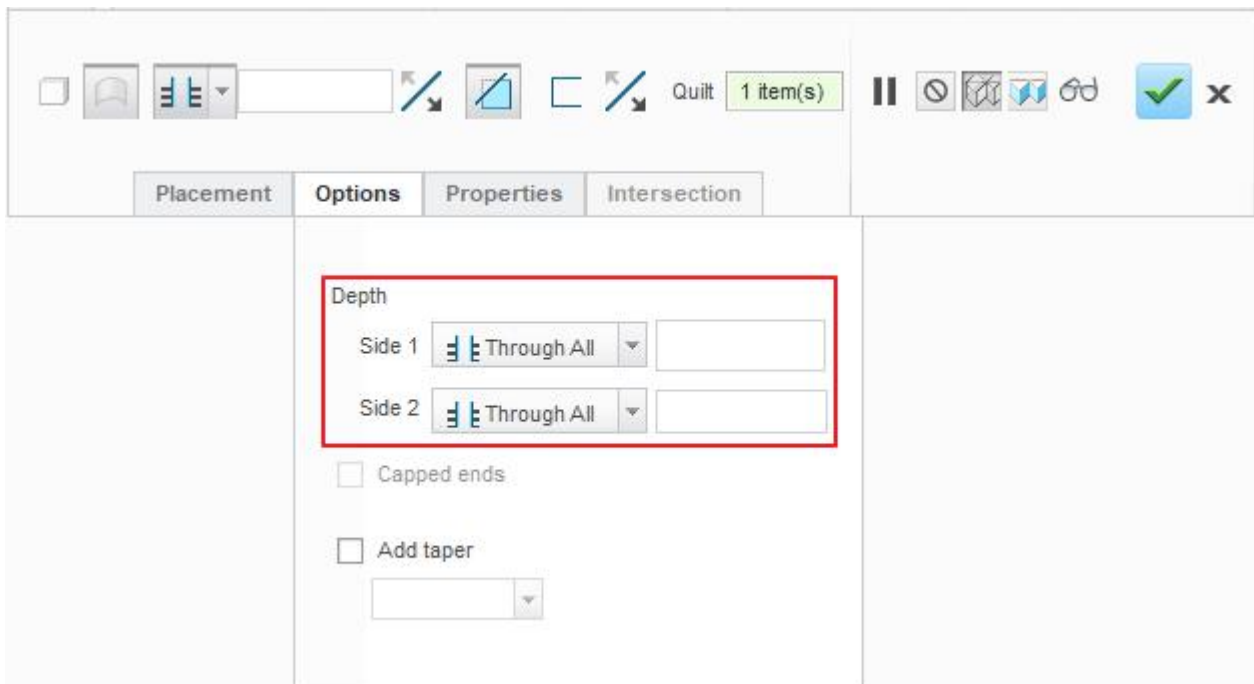 Quilt 1 item(s)
Placement Options Properties Intersection
Depth
Side 1 Through All
Side 2 Through All
Capped ends
Add taper